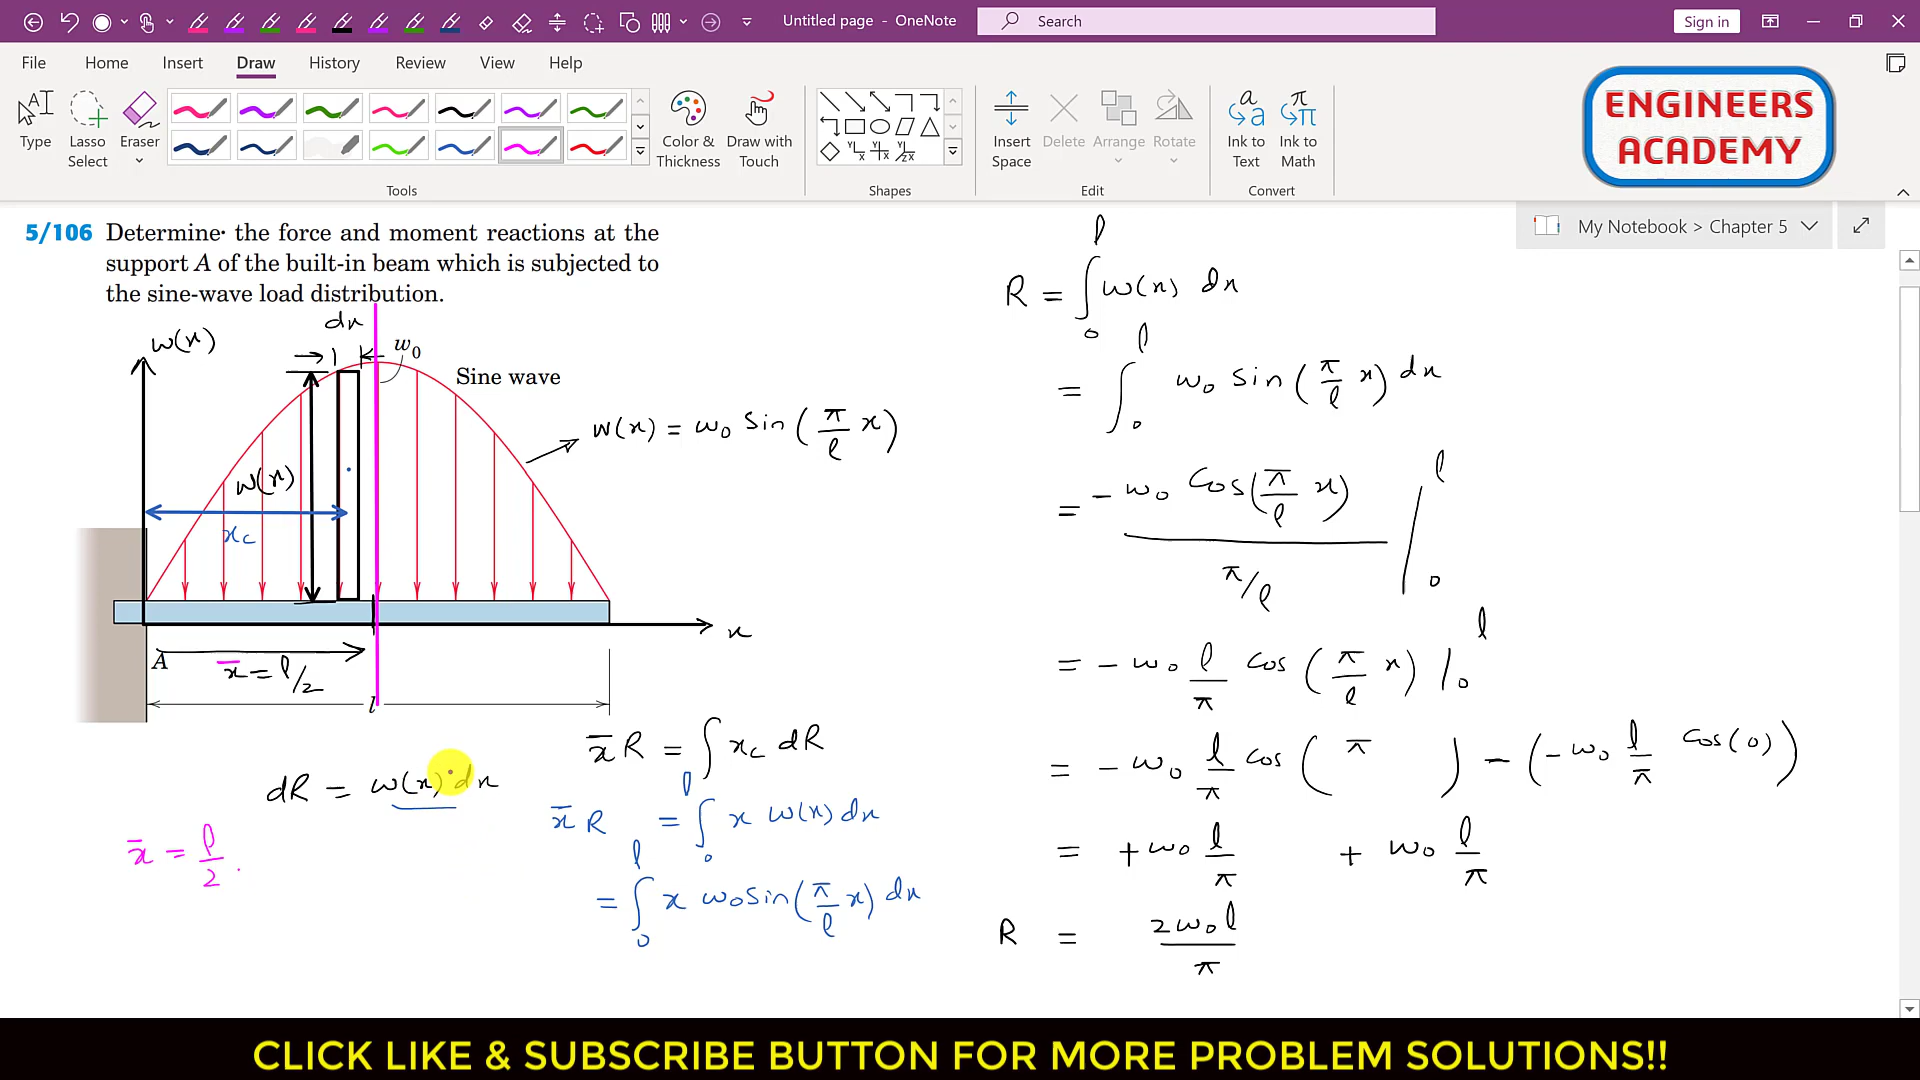 Untitled page - OneNote
Search
Sign in
File Home Insert Draw History Review View Help
Type
Lasso Select
Eraser
Color & Thickness
Draw with Touch
Insert Space
Delete
Arrange
Rotate
Ink to Text
Ink to Math
Tools
Shapes
Edit
Convert
ENGINEERS
ACADEMY
My Notebook > Chapter 5
5/106 Determine the force and moment reactions at the
support A of the built-in beam which is subjected to
the sine-wave load distribution.
w(x)
dx
w₀
Sine wave
w(x) = w₀ sin(π/l x)
w(x)
x_c
x
A
x̄ = l/2
l
dR = w(x) dx
x̄ = l/2
x̄ R = ∫ x_c dR
x̄ R = ∫₀ˡ x w(x) dx
= ∫₀ˡ x w₀ sin(π/l x) dx
R = ∫₀ˡ w(x) dx
= ∫₀ˡ w₀ sin(π/l x) dx
= -w₀ cos(π/l x) / π/l |₀ˡ
= - w₀ l/π cos(π/l x) |₀ˡ
= - w₀ l/π cos(π) - (-w₀ l/π cos(0))
= + w₀ l/π + w₀ l/π
R = 2w₀l/π
CLICK LIKE & SUBSCRIBE BUTTON FOR MORE PROBLEM SOLUTIONS!!